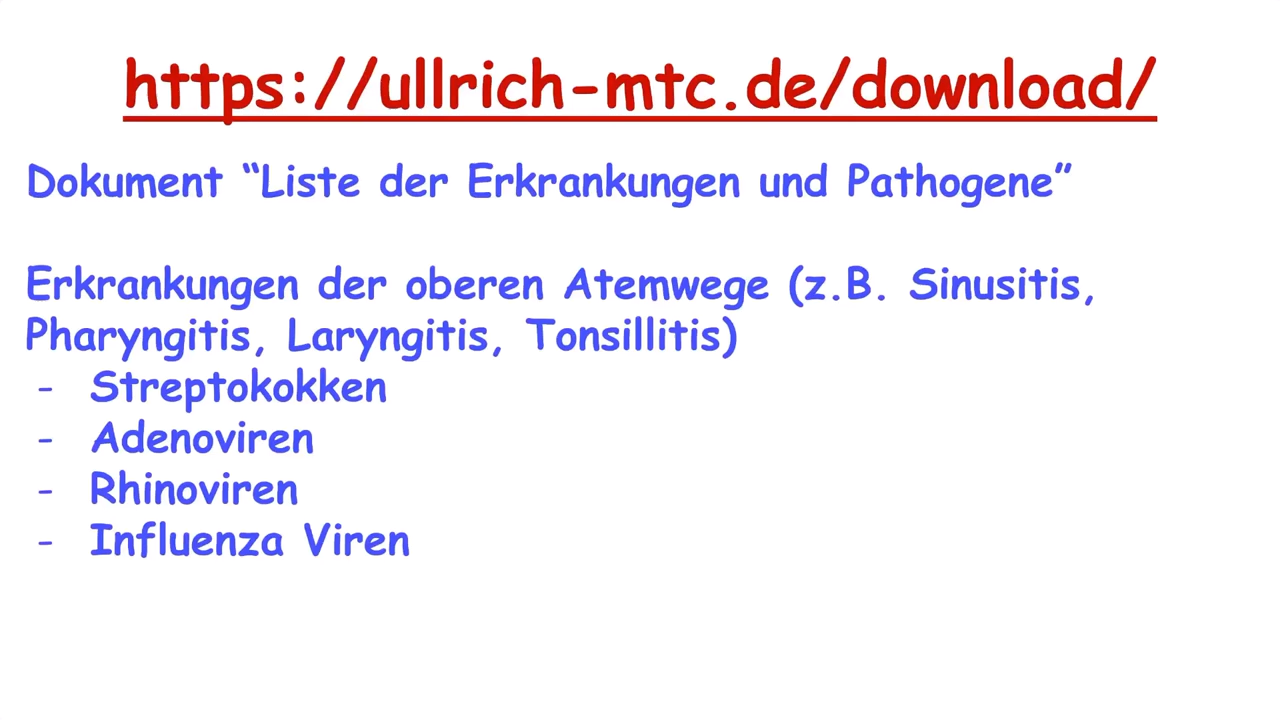 https://ullrich-mtc.de/download/
Dokument “Liste der Erkrankungen und Pathogene”
Erkrankungen der oberen Atemwege (z.B. Sinusitis,
Pharyngitis, Laryngitis, Tonsillitis)
- Streptokokken
- Adenoviren
- Rhinoviren
- Influenza Viren